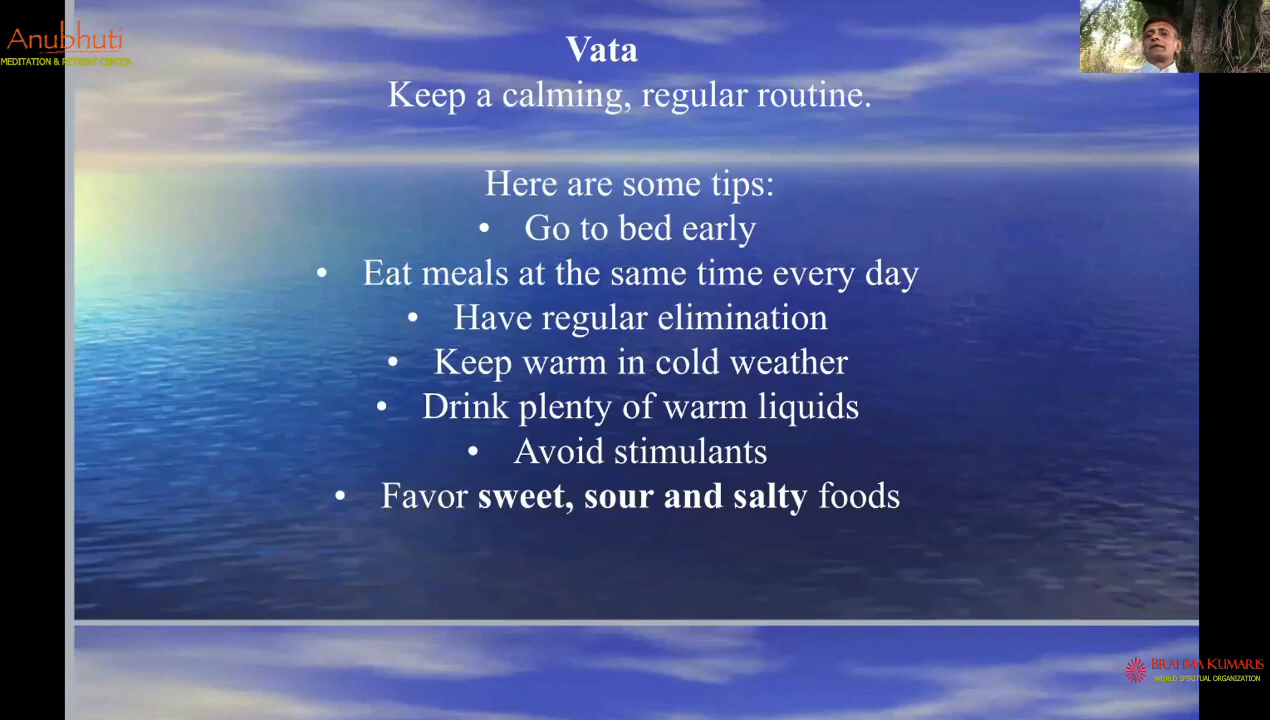 Anubhuti
MEDITATION & RETREAT CENTER
Vata
Keep a calming, regular routine.
Here are some tips:
• Go to bed early
• Eat meals at the same time every day
• Have regular elimination
• Keep warm in cold weather
• Drink plenty of warm liquids
• Avoid stimulants
• Favor sweet, sour and salty foods
BRAHMA KUMARIS
WORLD SPIRITUAL ORGANIZATION